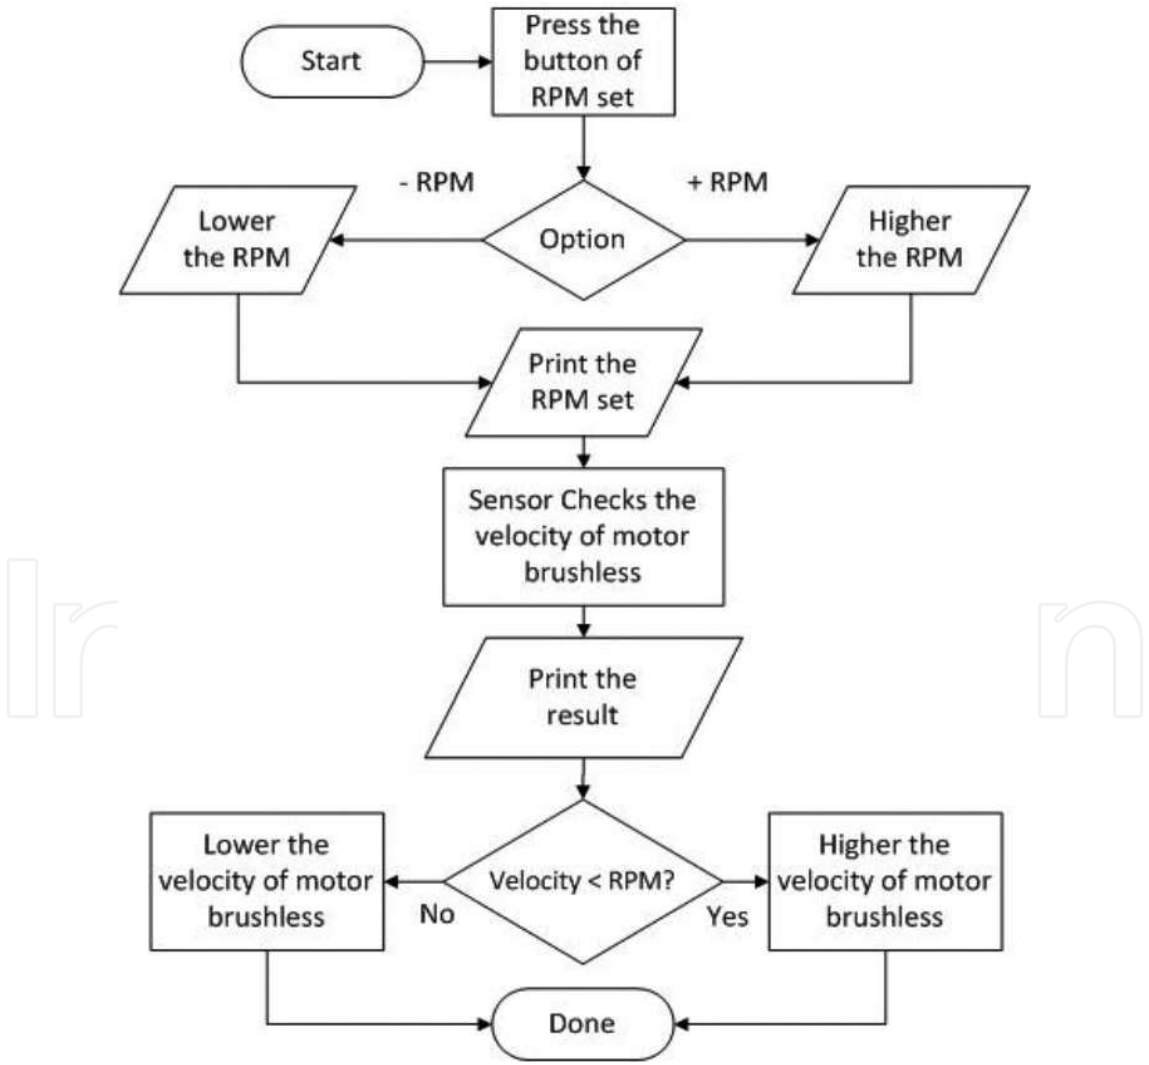 Start
Press the
button of
RPM set
- RPM
+ RPM
Lower
the RPM
Option
Higher
the RPM
Print the
RPM set
Sensor Checks the
velocity of motor
brushless
Print the
result
Lower the
velocity of motor
brushless
Velocity < RPM?
No
Yes
Higher the
velocity of motor
brushless
Done